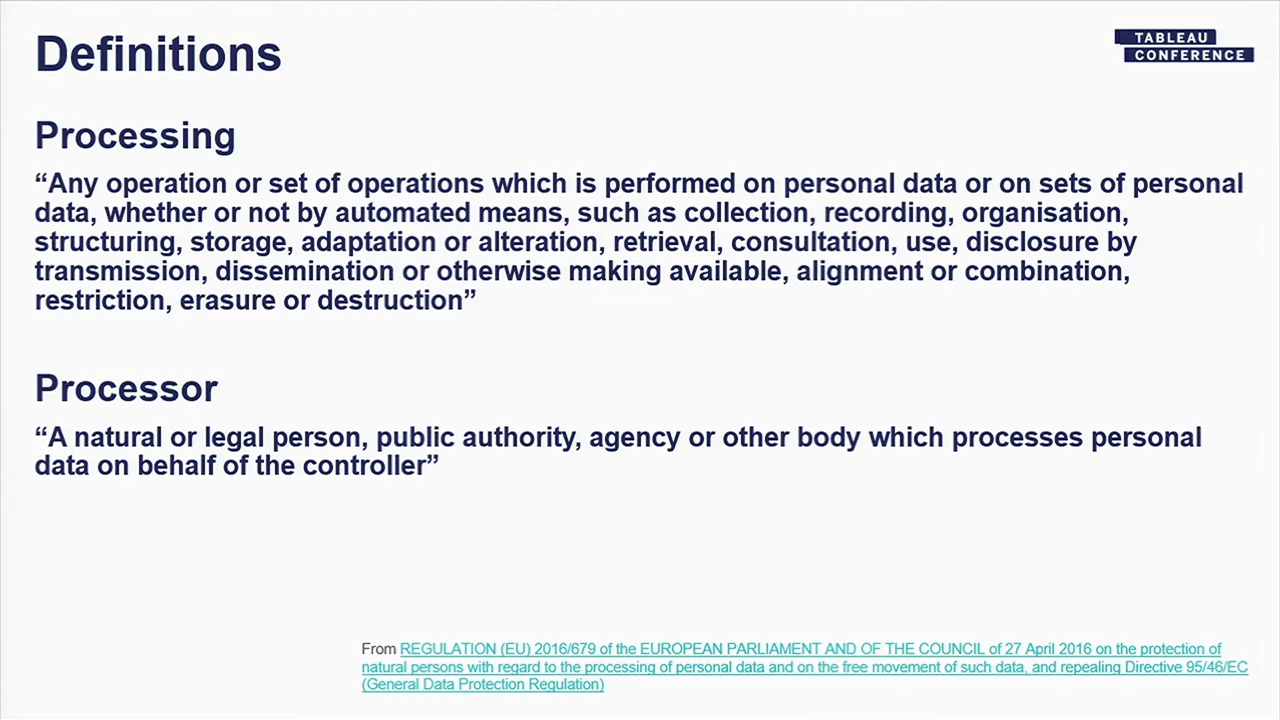 Definitions
TABLEAU
CONFERENCE
Processing
“Any operation or set of operations which is performed on personal data or on sets of personal
data, whether or not by automated means, such as collection, recording, organisation,
structuring, storage, adaptation or alteration, retrieval, consultation, use, disclosure by
transmission, dissemination or otherwise making available, alignment or combination,
restriction, erasure or destruction”
Processor
“A natural or legal person, public authority, agency or other body which processes personal
data on behalf of the controller”
From REGULATION (EU) 2016/679 of the EUROPEAN PARLIAMENT AND OF THE COUNCIL of 27 April 2016 on the protection of
natural persons with regard to the processing of personal data and on the free movement of such data, and repealing Directive 95/46/EC
(General Data Protection Regulation)